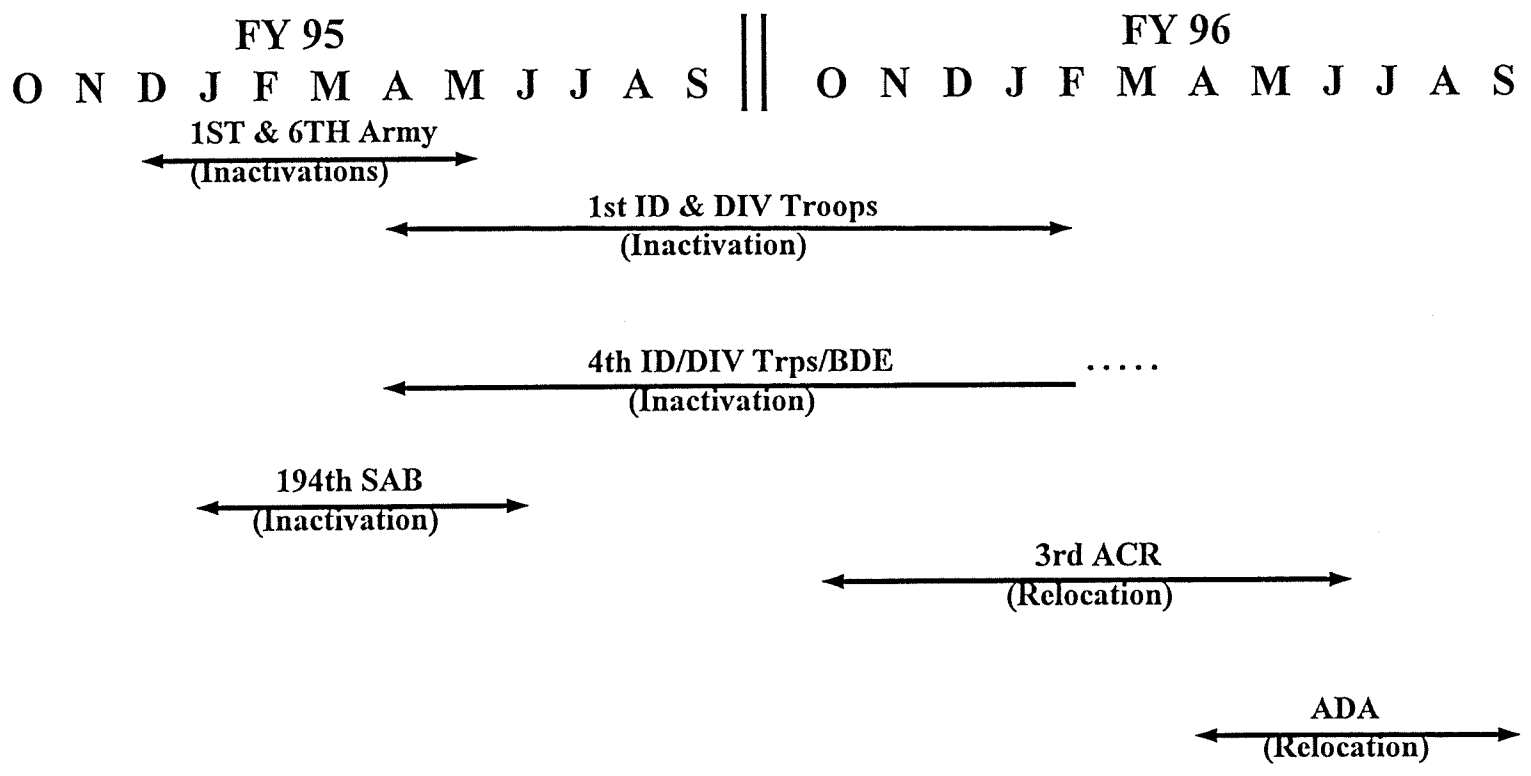 FY 95 FY 96
O N D J F M A M J J A S O N D J F M A M J J A S
1ST & 6TH Army
(Inactivations)
1st ID & DIV Troops
(Inactivation)
4th ID/DIV Trps/BDE .....
(Inactivation)
194th SAB
(Inactivation)
3rd ACR
(Relocation)
ADA
(Relocation)